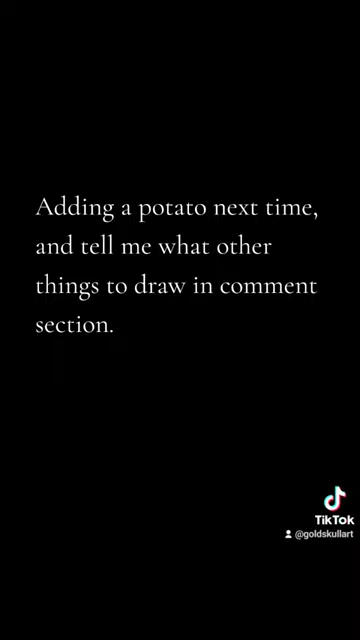 Adding a potato next time,
and tell me what other
things to draw in comment
section.
TikTok
@goldskullart